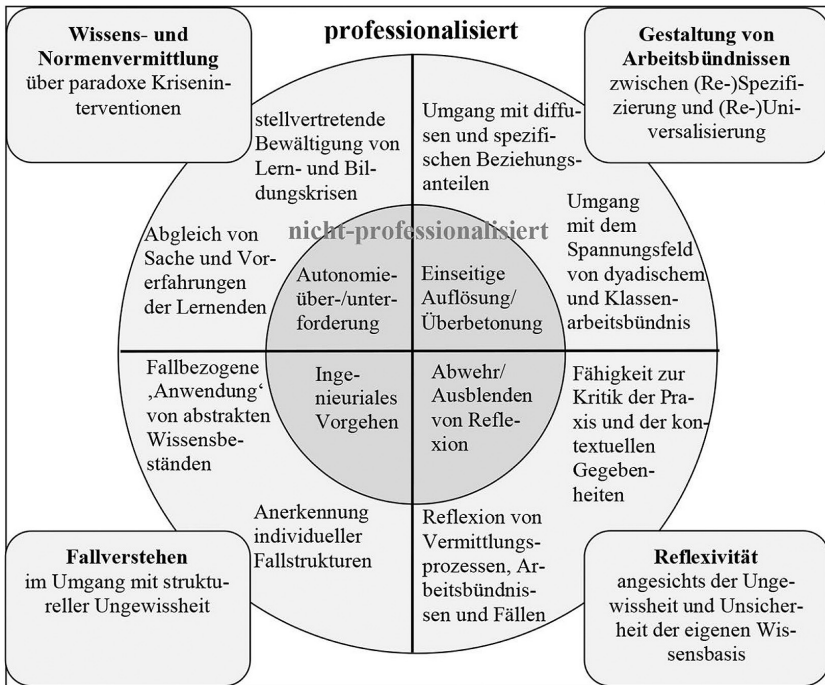 professionalisiert
Wissens- und
Normenvermittlung
über paradoxe Krisenin-
terventionen
Gestaltung von
Arbeitsbündnissen
zwischen (Re-)Spezifi-
zierung und (Re-)Uni-
versalisierung
stellvertretende
Bewältigung von
Lern- und Bil-
dungskrisen
Umgang mit diffu-
sen und spezifi-
schen Beziehungs-
anteilen
Abgleich von
Sache und Vor-
erfahrungen
der Lernenden
Umgang
mit dem
Spannungsfeld
von dyadischem
und Klassen-
arbeitsbündnis
nicht-professionalisiert
Autonomie-
über-/unter-
forderung
Einseitige
Auflösung/
Überbetonung
Fallbezogene
‚Anwendung‘
von abstrakten
Wissensbe-
ständen
Inge-
nieuriales
Vorgehen
Abwehr/
Ausblenden
von Refle-
xion
Fähigkeit zur
Kritik der Pra-
xis und der kon-
textuellen
Gegeben-
heiten
Anerkennung
individueller
Fallstrukturen
Reflexion von
Vermittlungs-
prozessen, Ar-
beitsbündnis-
sen und Fällen
Fallverstehen
im Umgang mit struktu-
reller Ungewissheit
Reflexivität
angesichts der Unge-
wissheit und Unsicher-
heit der eigenen Wis-
sensbasis